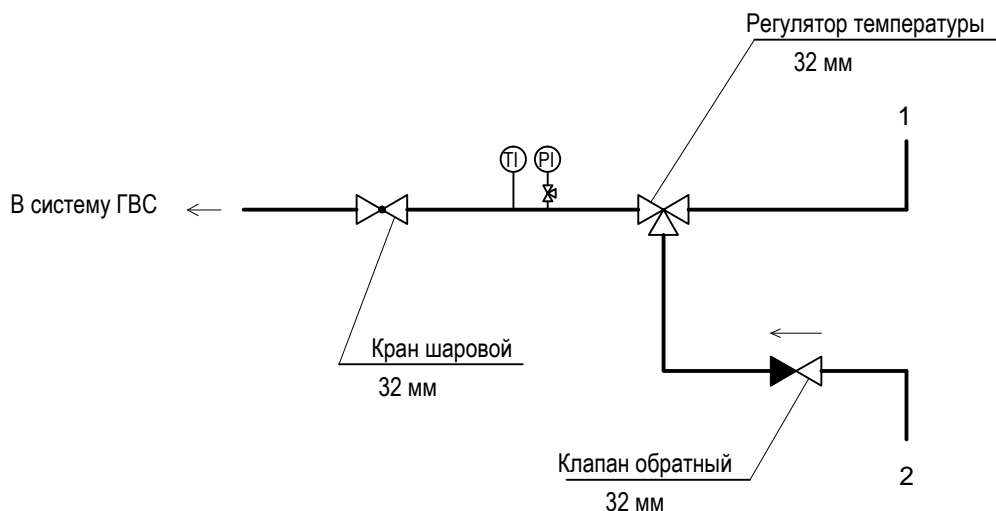 Регулятор температуры
32 мм
1
TI
PI
В систему ГВС
Кран шаровой
32 мм
Клапан обратный
32 мм
2